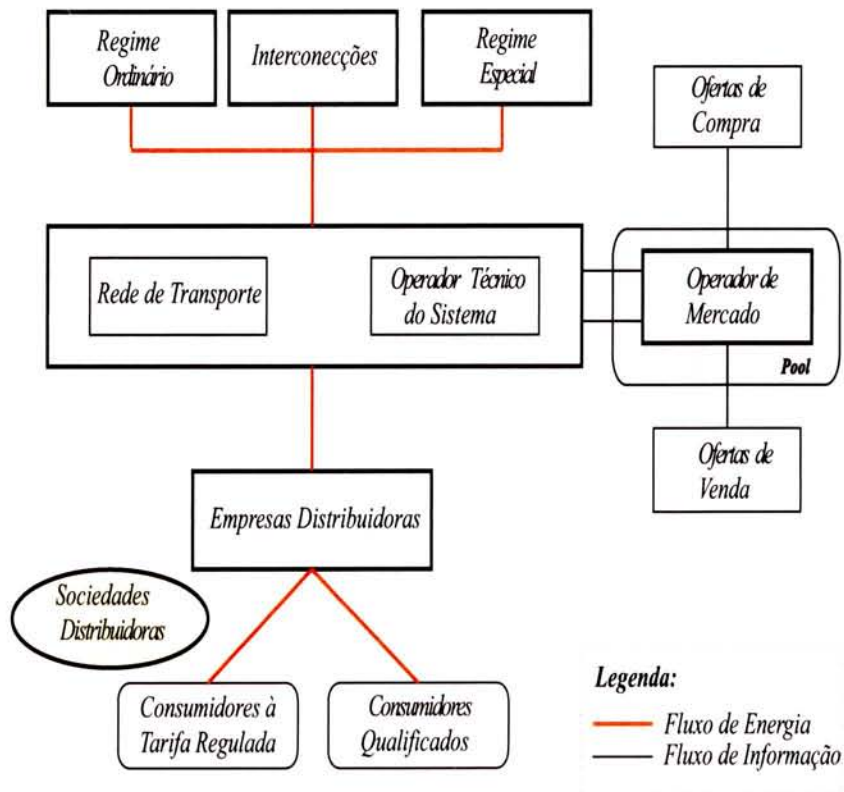 Regime
Ordinário
Interconecções
Regime
Especial
Ofertas de
Compra
Rede de Transporte
Operador Técnico
do Sistema
Operador de
Mercado
Pool
Ofertas de
Venda
Empresas Distribuidoras
Sociedades
Distribuidoras
Consumidores à
Tarifa Regulada
Consumidores
Qualificados
Legenda:
Fluxo de Energia
Fluxo de Informação